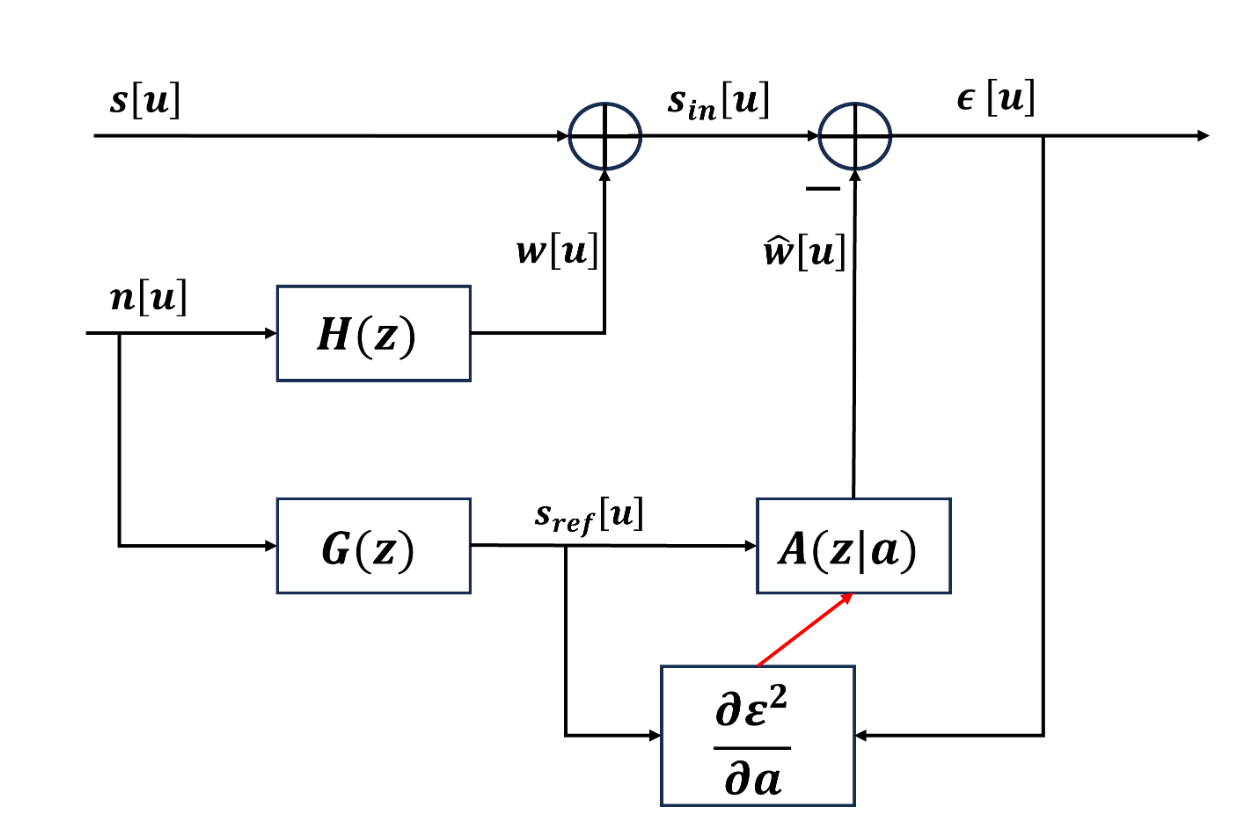 s[u]
s_in[u]
ϵ [u]
w[u]
−
ŵ[u]
n[u]
H(z)
G(z)
s_ref[u]
A(z|a)
∂ε²
∂a